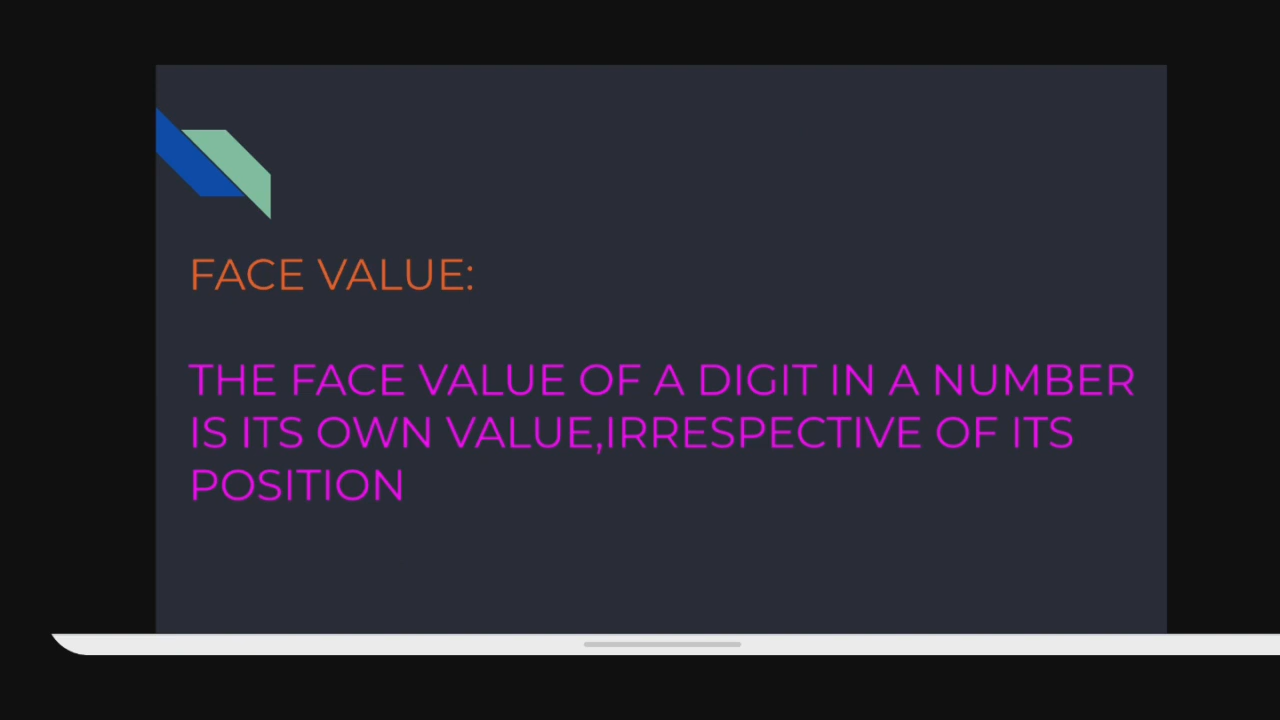 FACE VALUE:
THE FACE VALUE OF A DIGIT IN A NUMBER
IS ITS OWN VALUE,IRRESPECTIVE OF ITS
POSITION